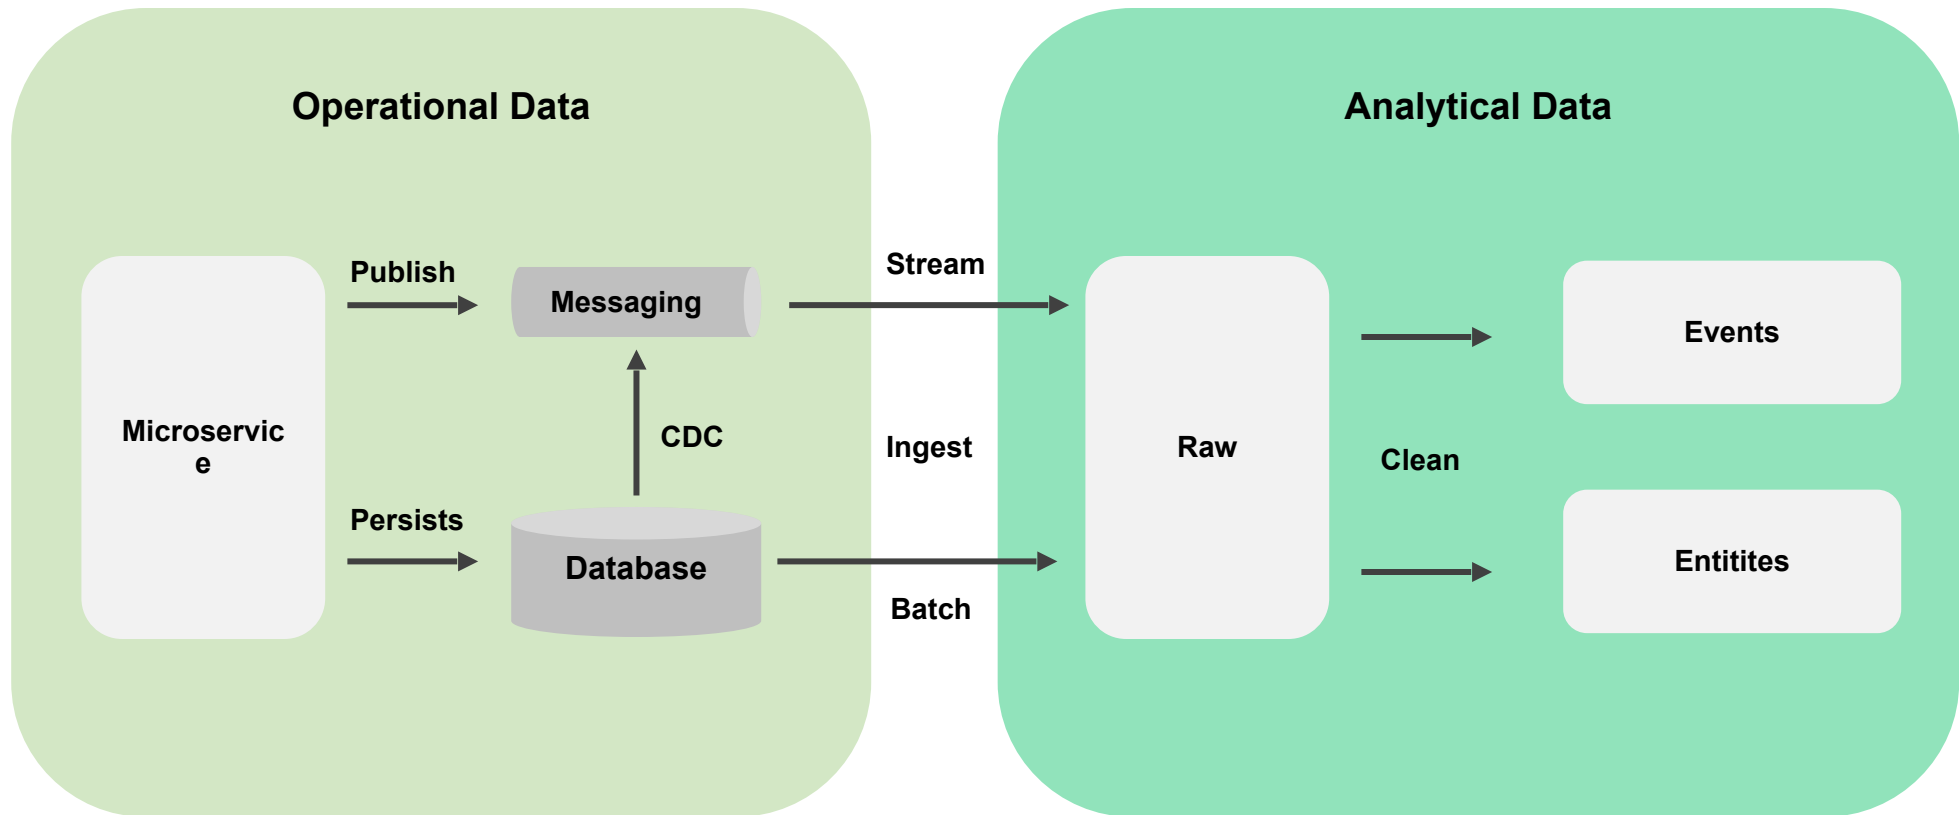 Operational Data
Analytical Data
Publish
Messaging
Stream
Events
Microservic
e
CDC
Ingest
Raw
Clean
Persists
Database
Batch
Entitites